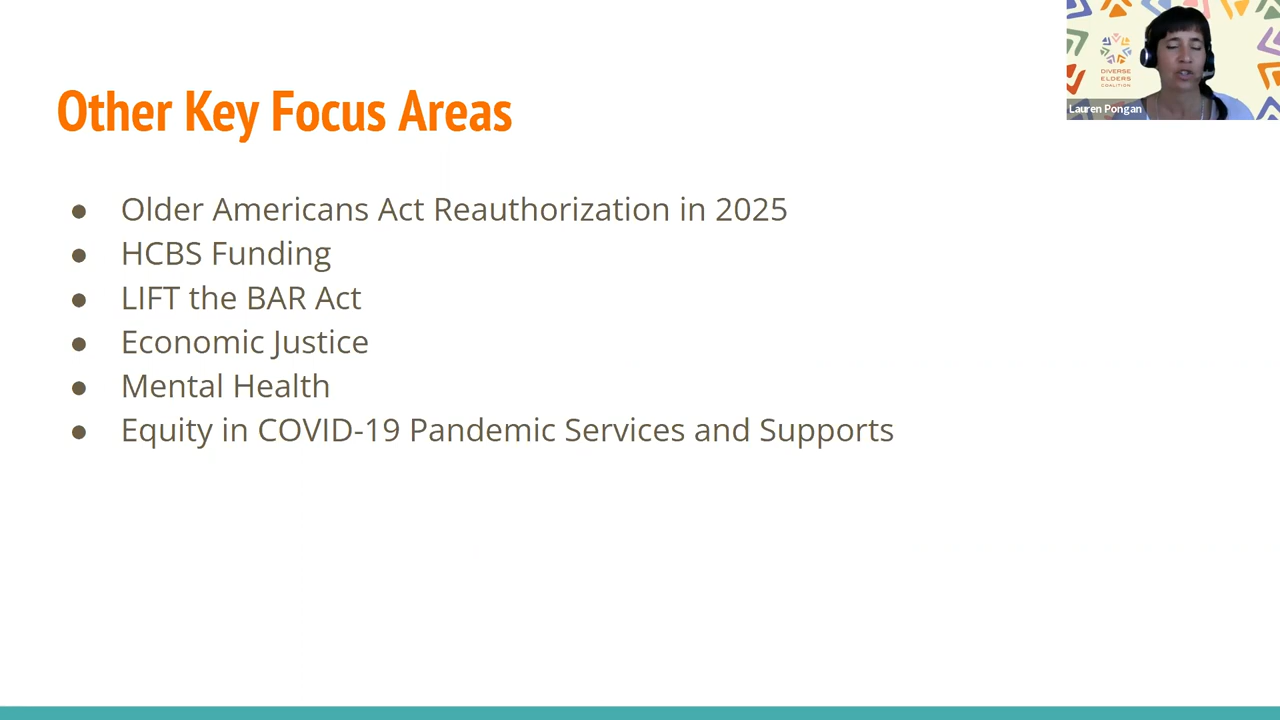 Other Key Focus Areas
● Older Americans Act Reauthorization in 2025
● HCBS Funding
● LIFT the BAR Act
● Economic Justice
● Mental Health
● Equity in COVID-19 Pandemic Services and Supports
DIVERSE
ELDERS
COALITION
Lauren Pongan